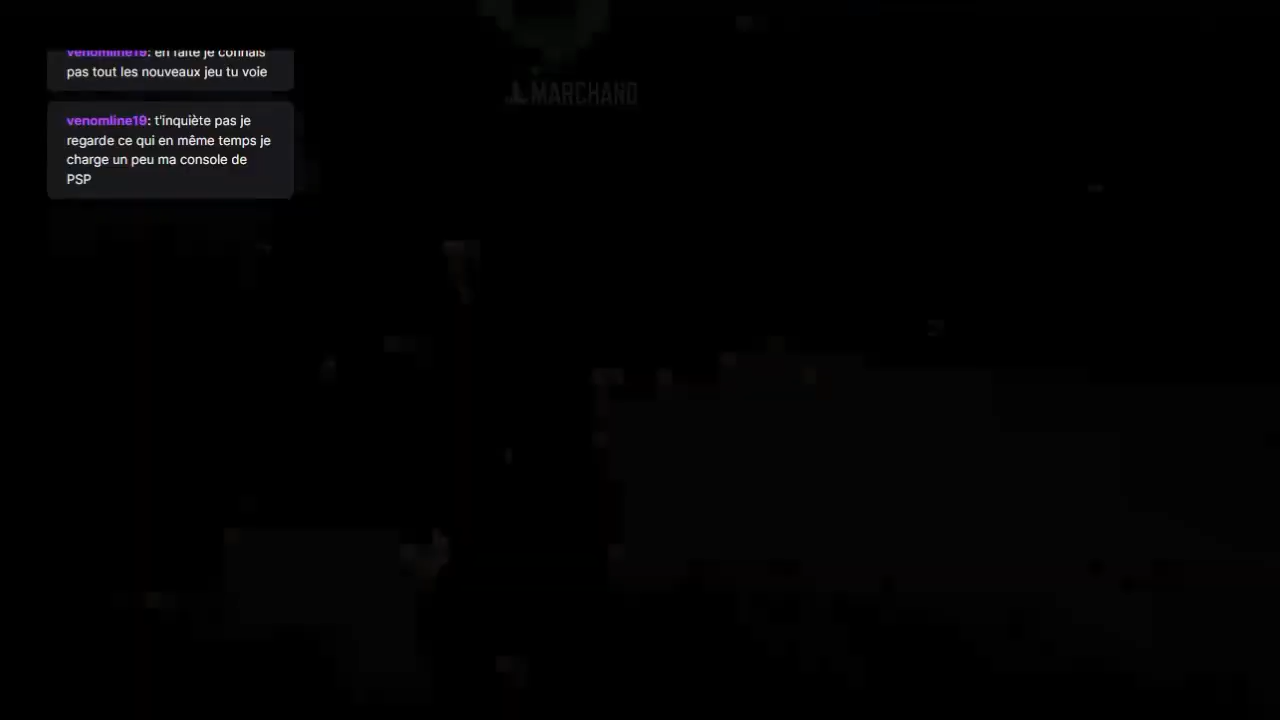 venomline19: en faite je connais
pas tout les nouveaux jeu tu voie
venomline19: t'inquiète pas je
regarde ce qui en même temps je
charge un peu ma console de
PSP
MARCHAND